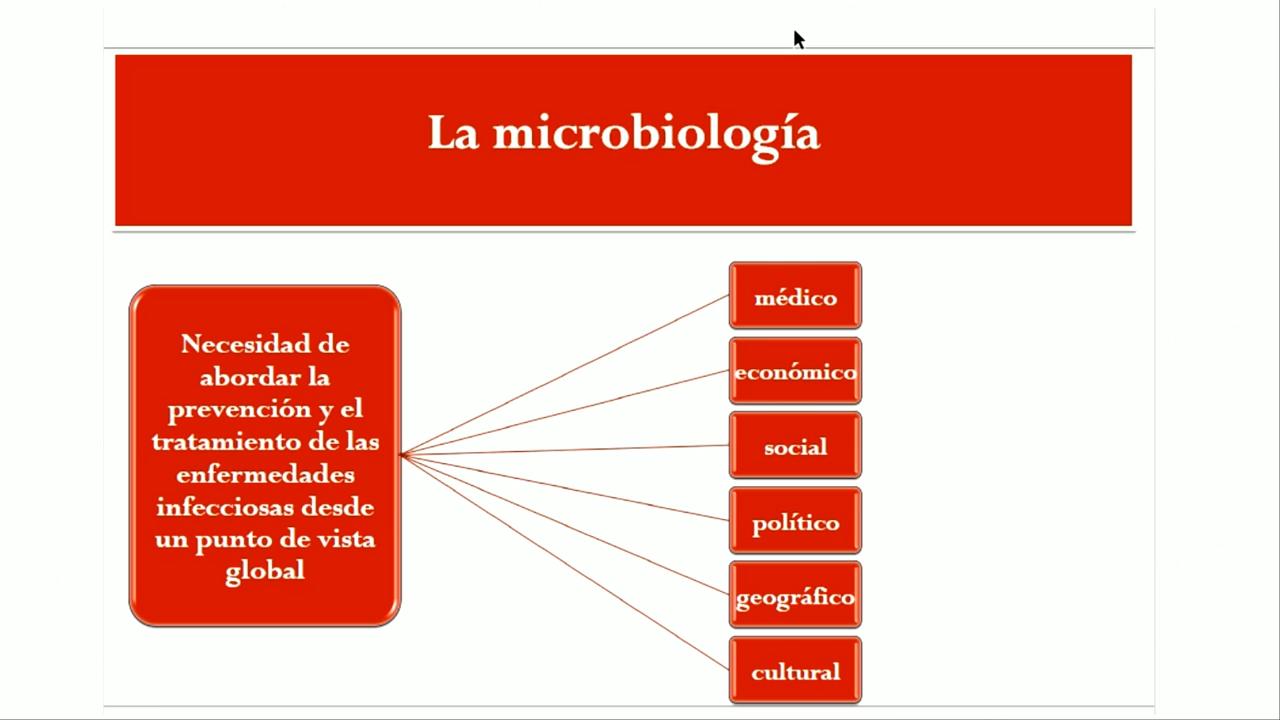 La microbiología
Necesidad de
abordar la
prevención y el
tratamiento de las
enfermedades
infecciosas desde
un punto de vista
global
médico
económico
social
político
geográfico
cultural